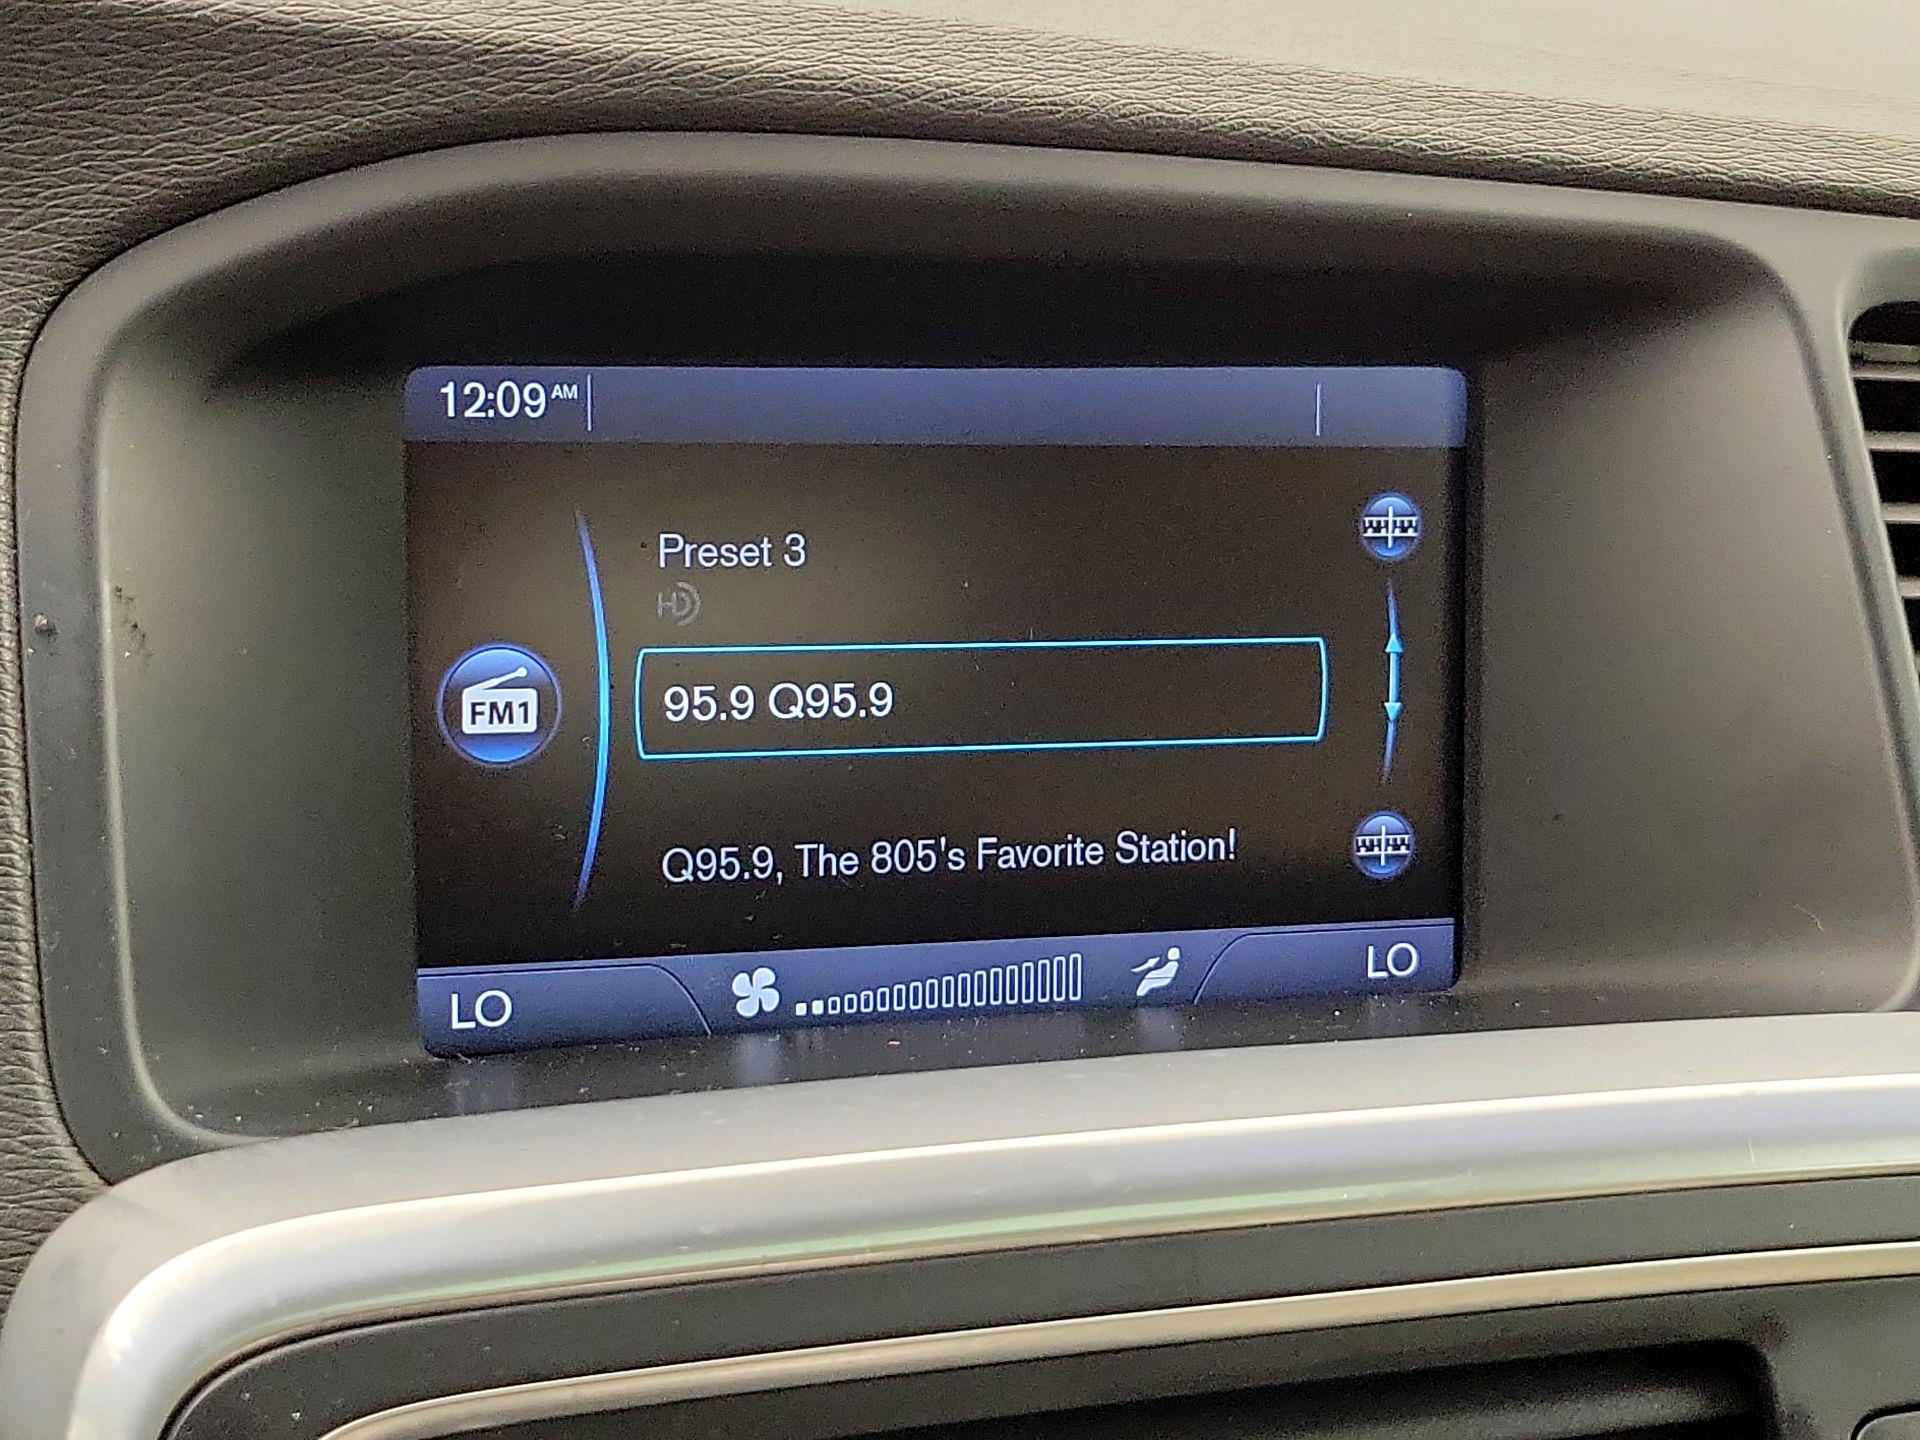 12:09 AM
Preset 3
HD
FM1
95.9 Q95.9
Q95.9, The 805's Favorite Station!
LO
LO